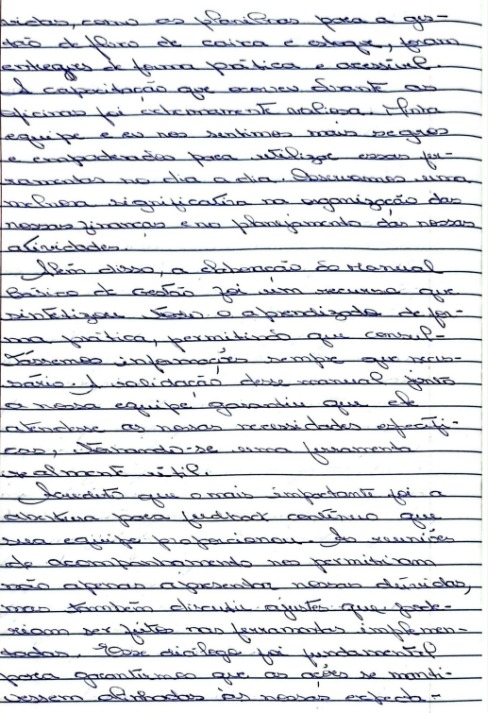 vidas, como as planilhas para a ges-
tão de fluxo de caixa e estoque, foram
entregues de forma prática e acessível.
A capacitação que ocorreu durante as
oficinas foi extremamente valiosa. Minha
equipe e eu nos sentimos mais seguros
e empoderados para utilizar essas fer-
ramentas no dia a dia. Observamos uma
melhora significativa na organização das
nossas finanças e no planejamento das nossas
atividades.
Além disso, a elaboração do Manual
Básico de Gestão foi um recurso que
sintetizou todo o aprendizado de for-
ma prática, permitindo que consul-
tássemos informações sempre que neces-
sário. A validação desse manual junto
a nossa equipe garantiu que ele
atendesse as nossas necessidades específi-
cas, tornando-se uma ferramenta
realmente útil.
Acredito que o mais importante foi a
abertura para feedback contínuo que
sua equipe proporcionou. As reuniões
de acompanhamento nos permitiram
não apenas apresentar nossas dúvidas,
mas também discutir ajustes que pode-
riam ser feitos nas ferramentas implemen-
tadas. Esse diálogo foi fundamental
para garantirmos que as ações se manti-
vessem alinhadas às nossas expecta-